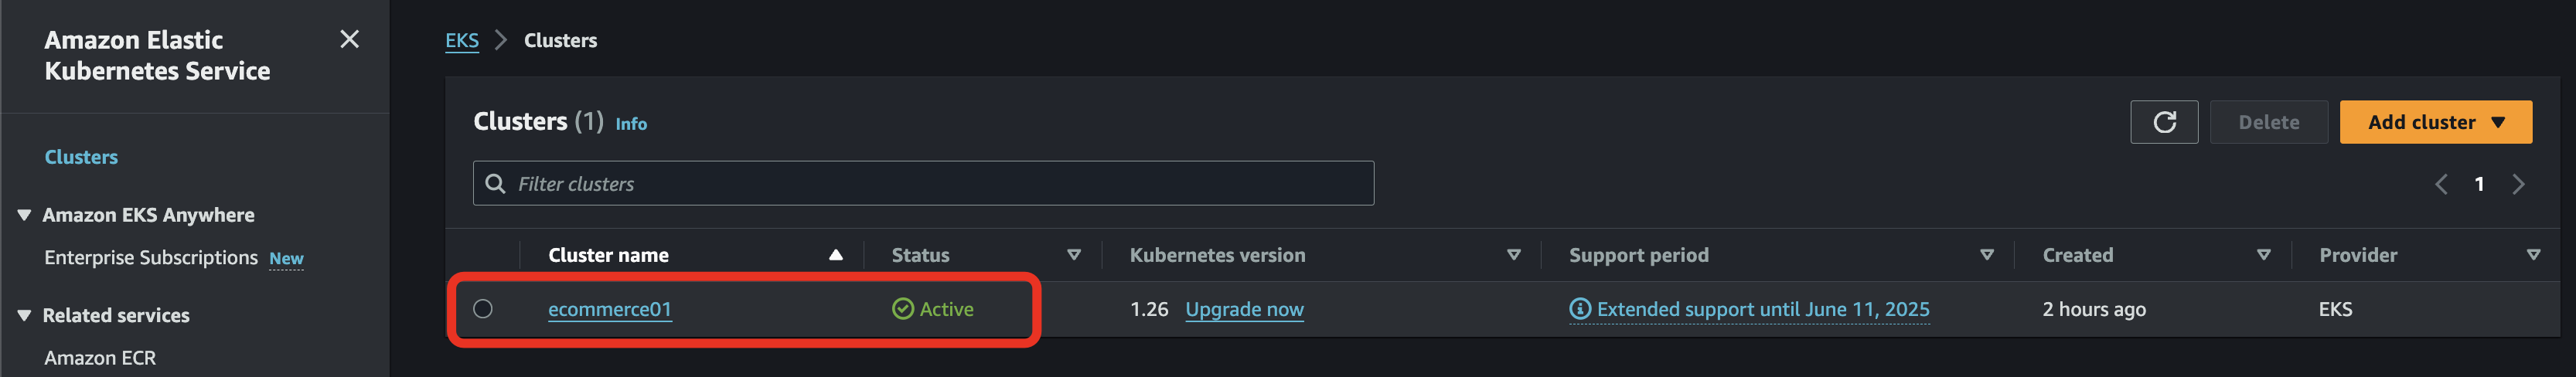 Amazon Elastic
Kubernetes Service
Clusters
Amazon EKS Anywhere
Enterprise Subscriptions New
Related services
Amazon ECR
EKS Clusters
Clusters (1) Info
Delete
Add cluster
Filter clusters
1
Cluster name Status Kubernetes version Support period Created Provider
ecommerce01 Active 1.26 Upgrade now Extended support until June 11, 2025 2 hours ago EKS